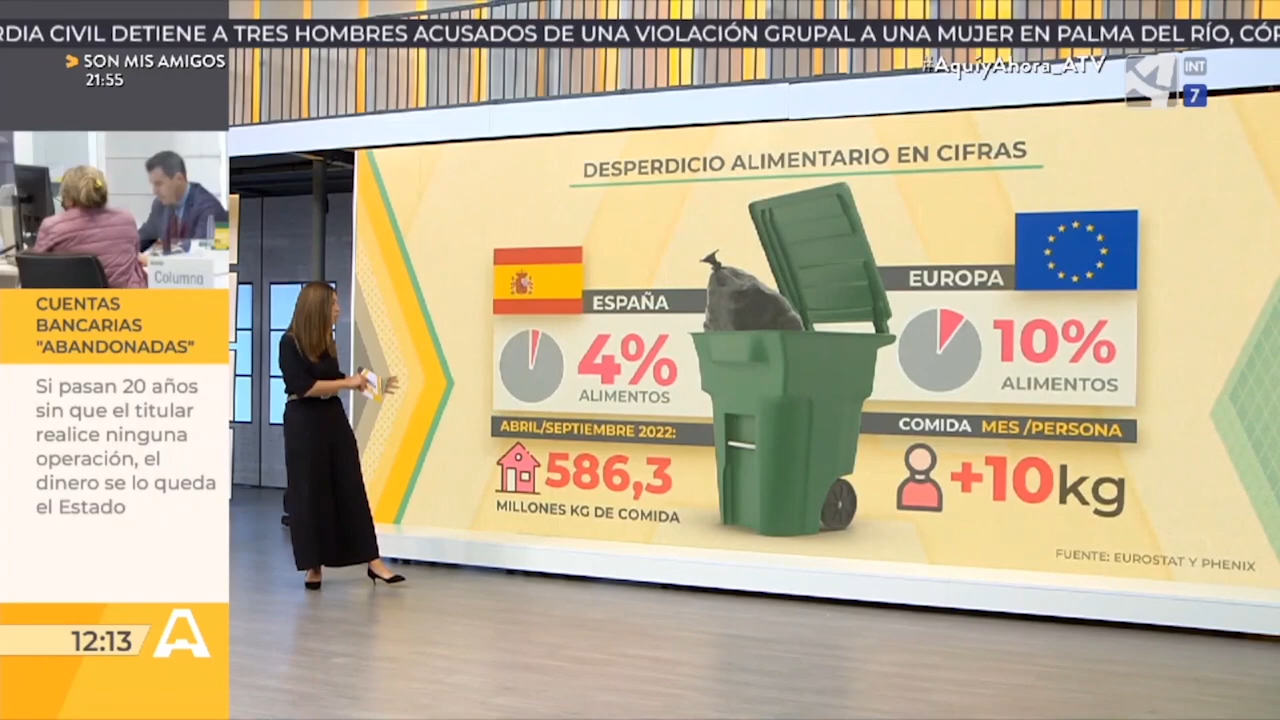 RDIA CIVIL DETIENE A TRES HOMBRES ACUSADOS DE UNA VIOLACIÓN GRUPAL A UNA MUJER EN PALMA DEL RÍO, CÓR
SON MIS AMIGOS
21:55
#AquíyAhora_ATV
INT
7
Columna
CUENTAS
BANCARIAS
"ABANDONADAS"
Si pasan 20 años
sin que el titular
realice ninguna
operación, el
dinero se lo queda
el Estado
12:13
A
DESPERDICIO ALIMENTARIO EN CIFRAS
ESPAÑA
4%
ALIMENTOS
ABRIL/SEPTIEMBRE 2022:
586,3
MILLONES KG DE COMIDA
EUROPA
10%
ALIMENTOS
COMIDA MES /PERSONA
+10kg
FUENTE: EUROSTAT Y PHENIX